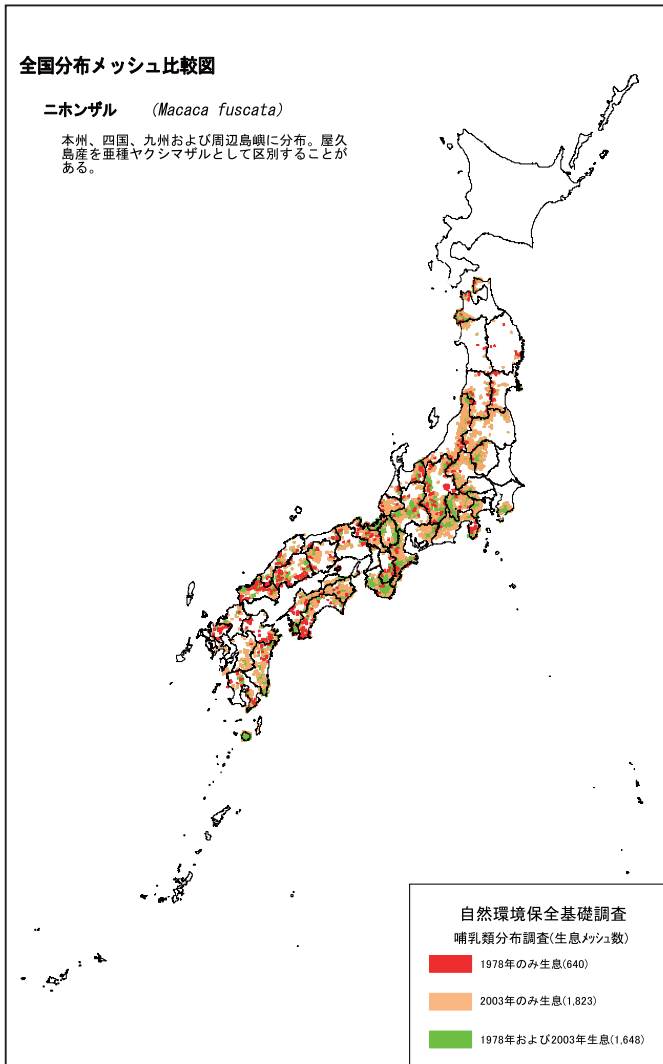 全国分布メッシュ比較図
ニホンザル (Macaca fuscata)
本州、四国、九州および周辺島嶼に分布。屋久
島産を亜種ヤクシマザルとして区別することが
ある。
自然環境保全基礎調査
哺乳類分布調査(生息メッシュ数)
1978年のみ生息(640)
2003年のみ生息(1,823)
1978年および2003年生息(1,648)